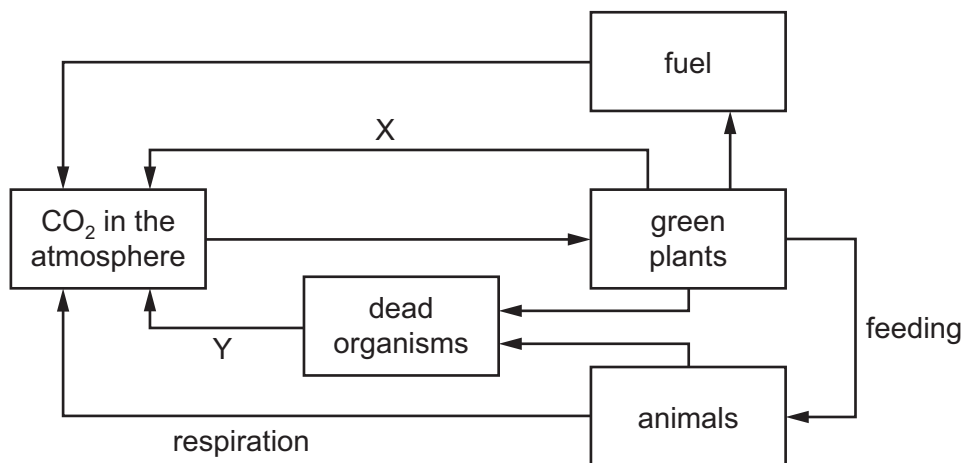 fuel
X
CO₂ in the
atmosphere
green
plants
dead
organisms
feeding
Y
animals
respiration